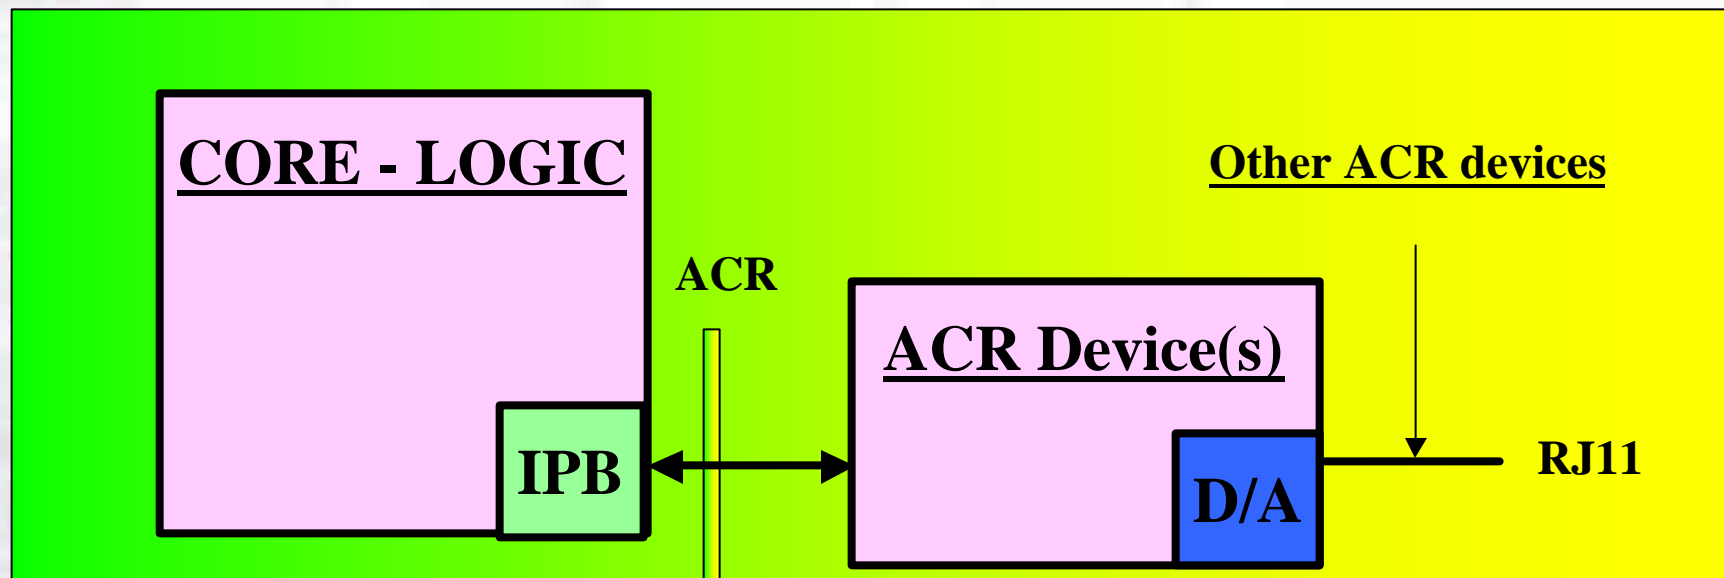 CORE - LOGIC
Other ACR devices
ACR
ACR Device(s)
IPB
D/A
RJ11